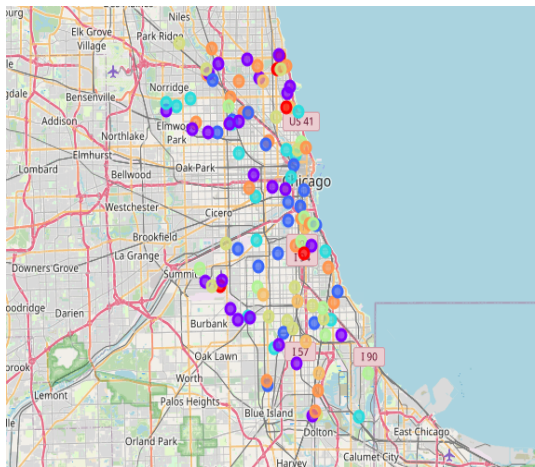 Niles
Elk Grove
Village
Park Ridge
Bensenville
Norridge
Addison
Northlake
Elmw
Park
US 41
Elmhurst
Oak Park
Lombard
Bellwood
Chicago
Westchester
Cicero
Brookfield
La Grange
Downers Grove
Summit
Darien
Burbank
Oak Lawn
I 57
I 90
Worth
Lemont
Palos Heights
Blue Island
Orland Park
Dolton
East Chicago
Harvey
Calumet City